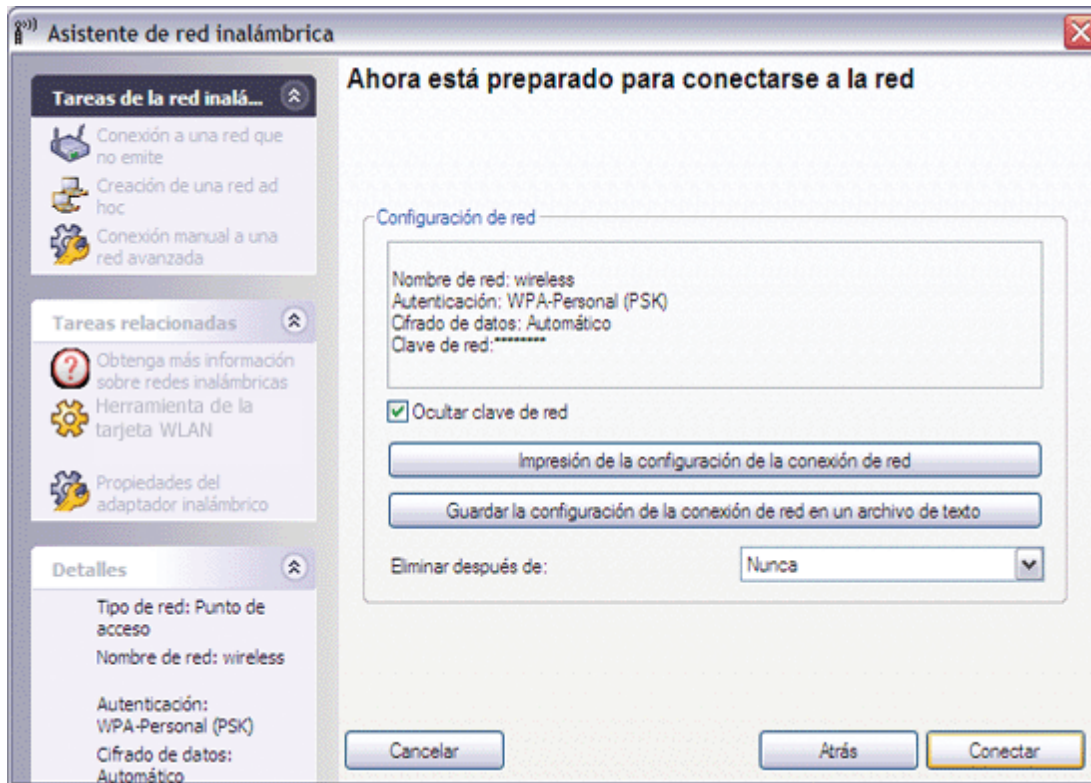 Asistente de red inalámbrica
Tareas de la red inalá...
Conexión a una red que
no emite
Creación de una red ad
hoc
Conexión manual a una
red avanzada
Tareas relacionadas
Obtenga más información
sobre redes inalámbricas
Herramienta de la
tarjeta WLAN
Propiedades del
adaptador inalámbrico
Detalles
Tipo de red: Punto de
acceso
Nombre de red: wireless
Autenticación:
WPA-Personal (PSK)
Cifrado de datos:
Automático
Ahora está preparado para conectarse a la red
Configuración de red
Nombre de red: wireless
Autenticación: WPA-Personal (PSK)
Cifrado de datos: Automático
Clave de red:********
Ocultar clave de red
Impresión de la configuración de la conexión de red
Guardar la configuración de la conexión de red en un archivo de texto
Eliminar después de: Nunca
Cancelar Atrás Conectar